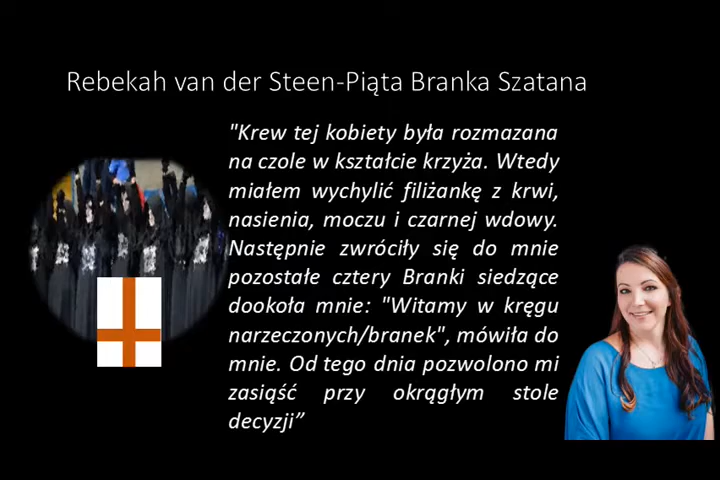 Rebekah van der Steen-Piąta Branka Szatana
"Krew tej kobiety była rozmazana
na czole w kształcie krzyża. Wtedy
miałem wychylić filiżankę z krwi,
nasienia, moczu i czarnej wdowy.
Następnie zwróciły się do mnie
pozostałe cztery Branki siedzące
dookoła mnie: "Witamy w kręgu
narzeczonych/branek", mówiła do
mnie. Od tego dnia pozwolono mi
zasiąść przy okrągłym stole
decyzji”